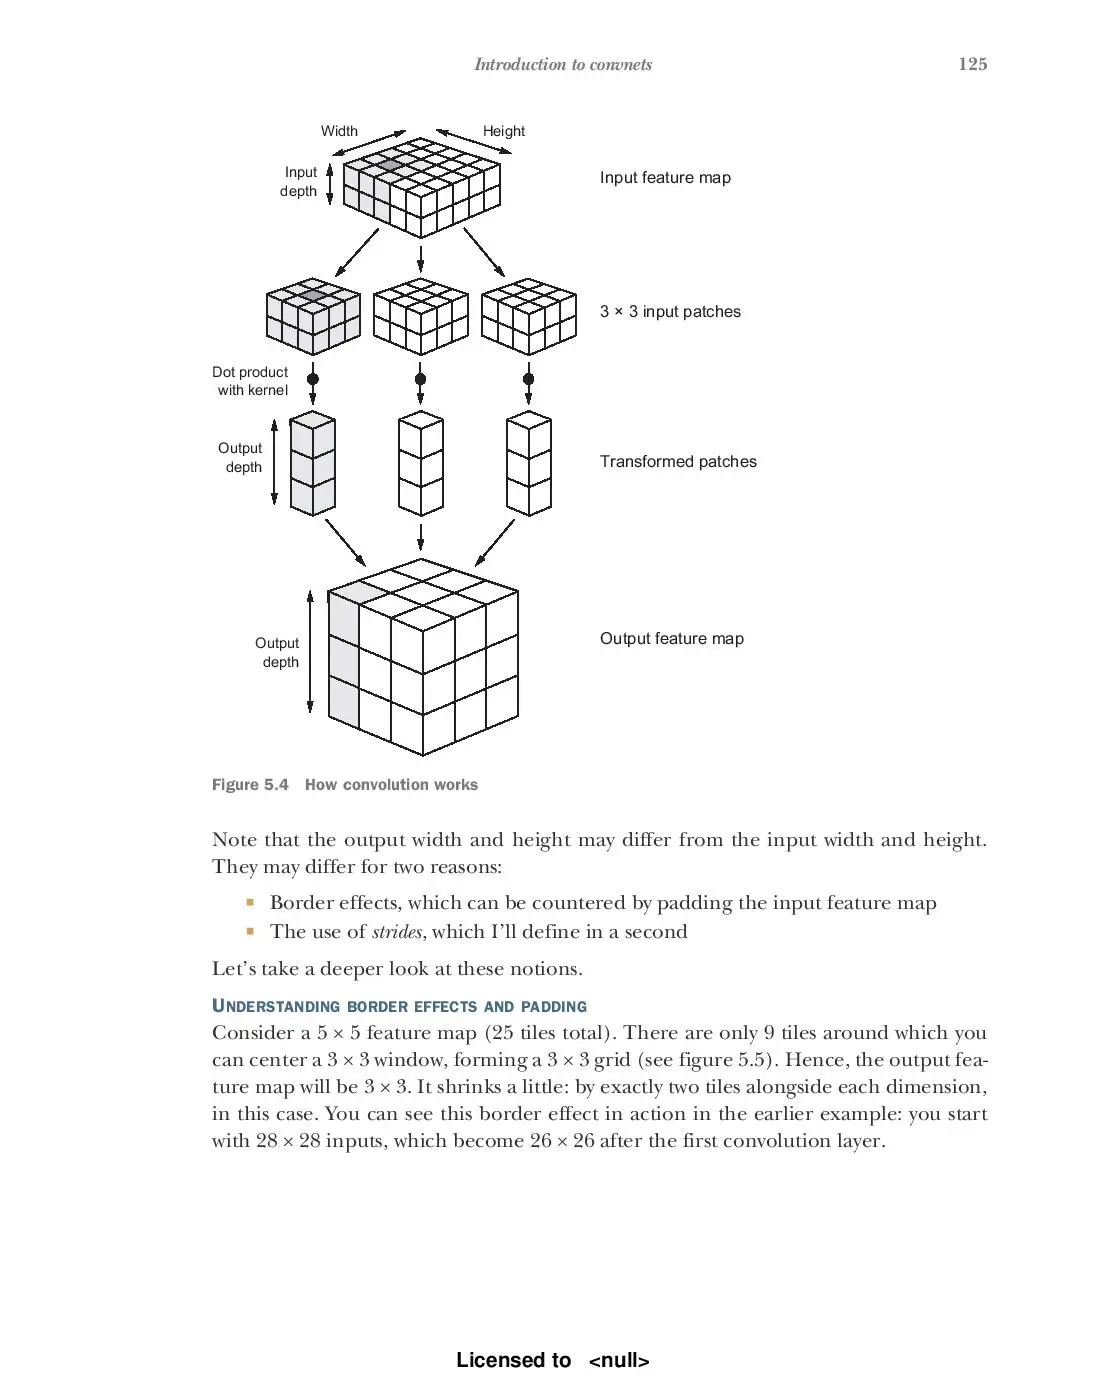 Introduction to convnets 125
Width Height
Input
depth
Input feature map
3 × 3 input patches
Dot product
with kernel
Output
depth
Transformed patches
Output
depth
Output feature map
Figure 5.4 How convolution works
Note that the output width and height may differ from the input width and height.
They may differ for two reasons:
■ Border effects, which can be countered by padding the input feature map
■ The use of strides, which I’ll define in a second
Let’s take a deeper look at these notions.
UNDERSTANDING BORDER EFFECTS AND PADDING
Consider a 5 × 5 feature map (25 tiles total). There are only 9 tiles around which you
can center a 3 × 3 window, forming a 3 × 3 grid (see figure 5.5). Hence, the output fea-
ture map will be 3 × 3. It shrinks a little: by exactly two tiles alongside each dimension,
in this case. You can see this border effect in action in the earlier example: you start
with 28 × 28 inputs, which become 26 × 26 after the first convolution layer.
Licensed to <null>